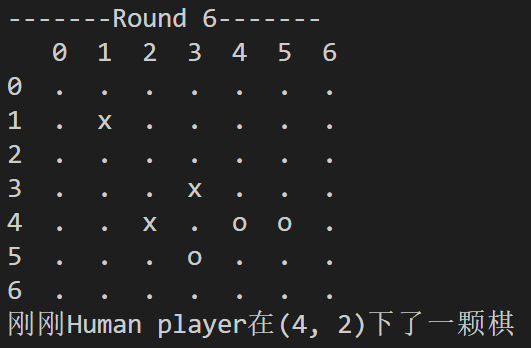 -------Round 6-------
   0  1  2  3  4  5  6
0  .  .  .  .  .  .  .
1  .  x  .  .  .  .  .
2  .  .  .  .  .  .  .
3  .  .  .  x  .  .  .
4  .  .  x  .  o  o  .
5  .  .  .  o  .  .  .
6  .  .  .  .  .  .  .
刚刚Human player在(4, 2)下了一颗棋